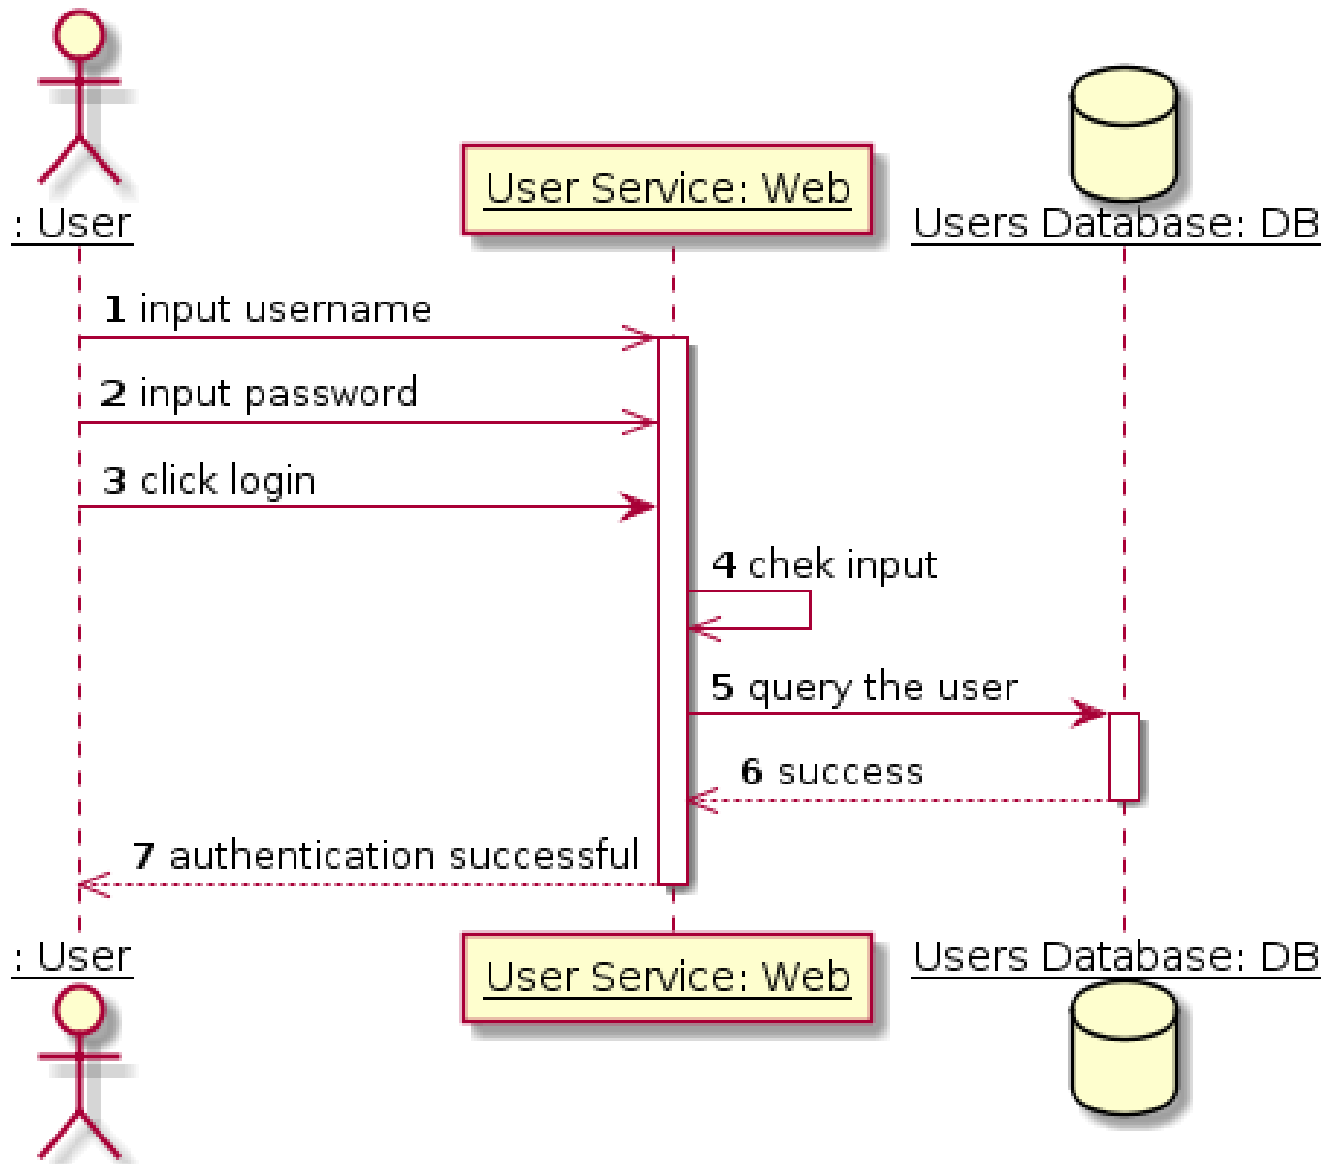 : User
User Service: Web
Users Database: DB
1 input username
2 input password
3 click login
4 chek input
5 query the user
6 success
7 authentication successful
: User
User Service: Web
Users Database: DB